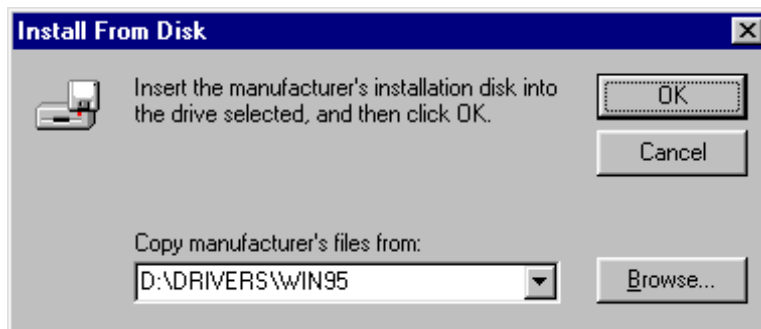 Install From Disk
Insert the manufacturer's installation disk into
the drive selected, and then click OK.
OK
Cancel
Copy manufacturer's files from:
D:\DRIVERS\WIN95
Browse...